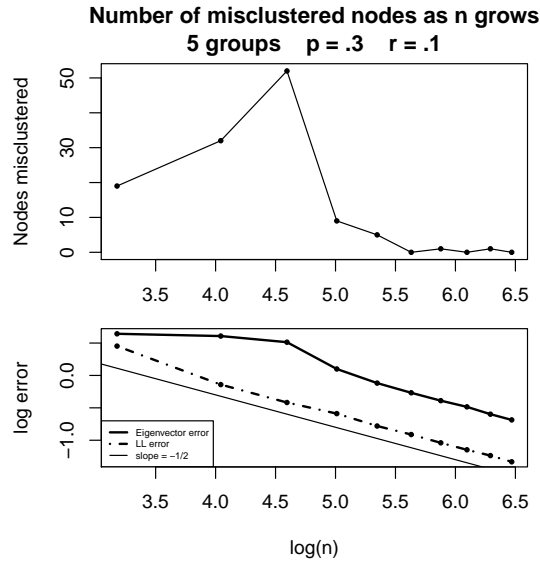 Number of misclustered nodes as n grows
5 groups p = .3 r = .1
Nodes misclustered
50
30
10
0
3.5 4.0 4.5 5.0 5.5 6.0 6.5
log error
0.0
−1.0
Eigenvector error
LL error
slope = −1/2
3.5 4.0 4.5 5.0 5.5 6.0 6.5
log(n)